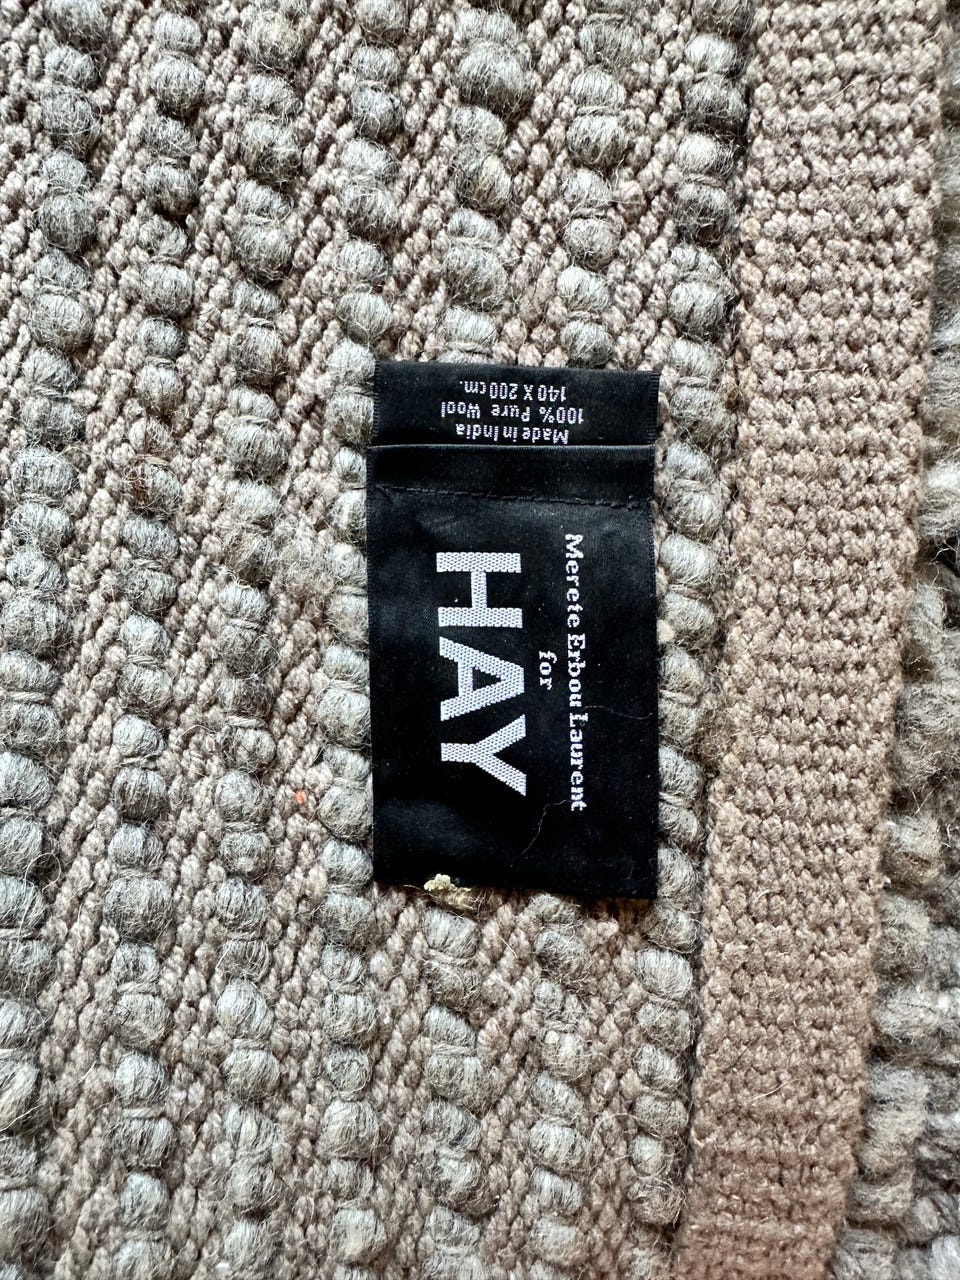 Merete Erbou Laurent
for
HAY
Made in India
100% Pure Wool
140 X 200 cm.